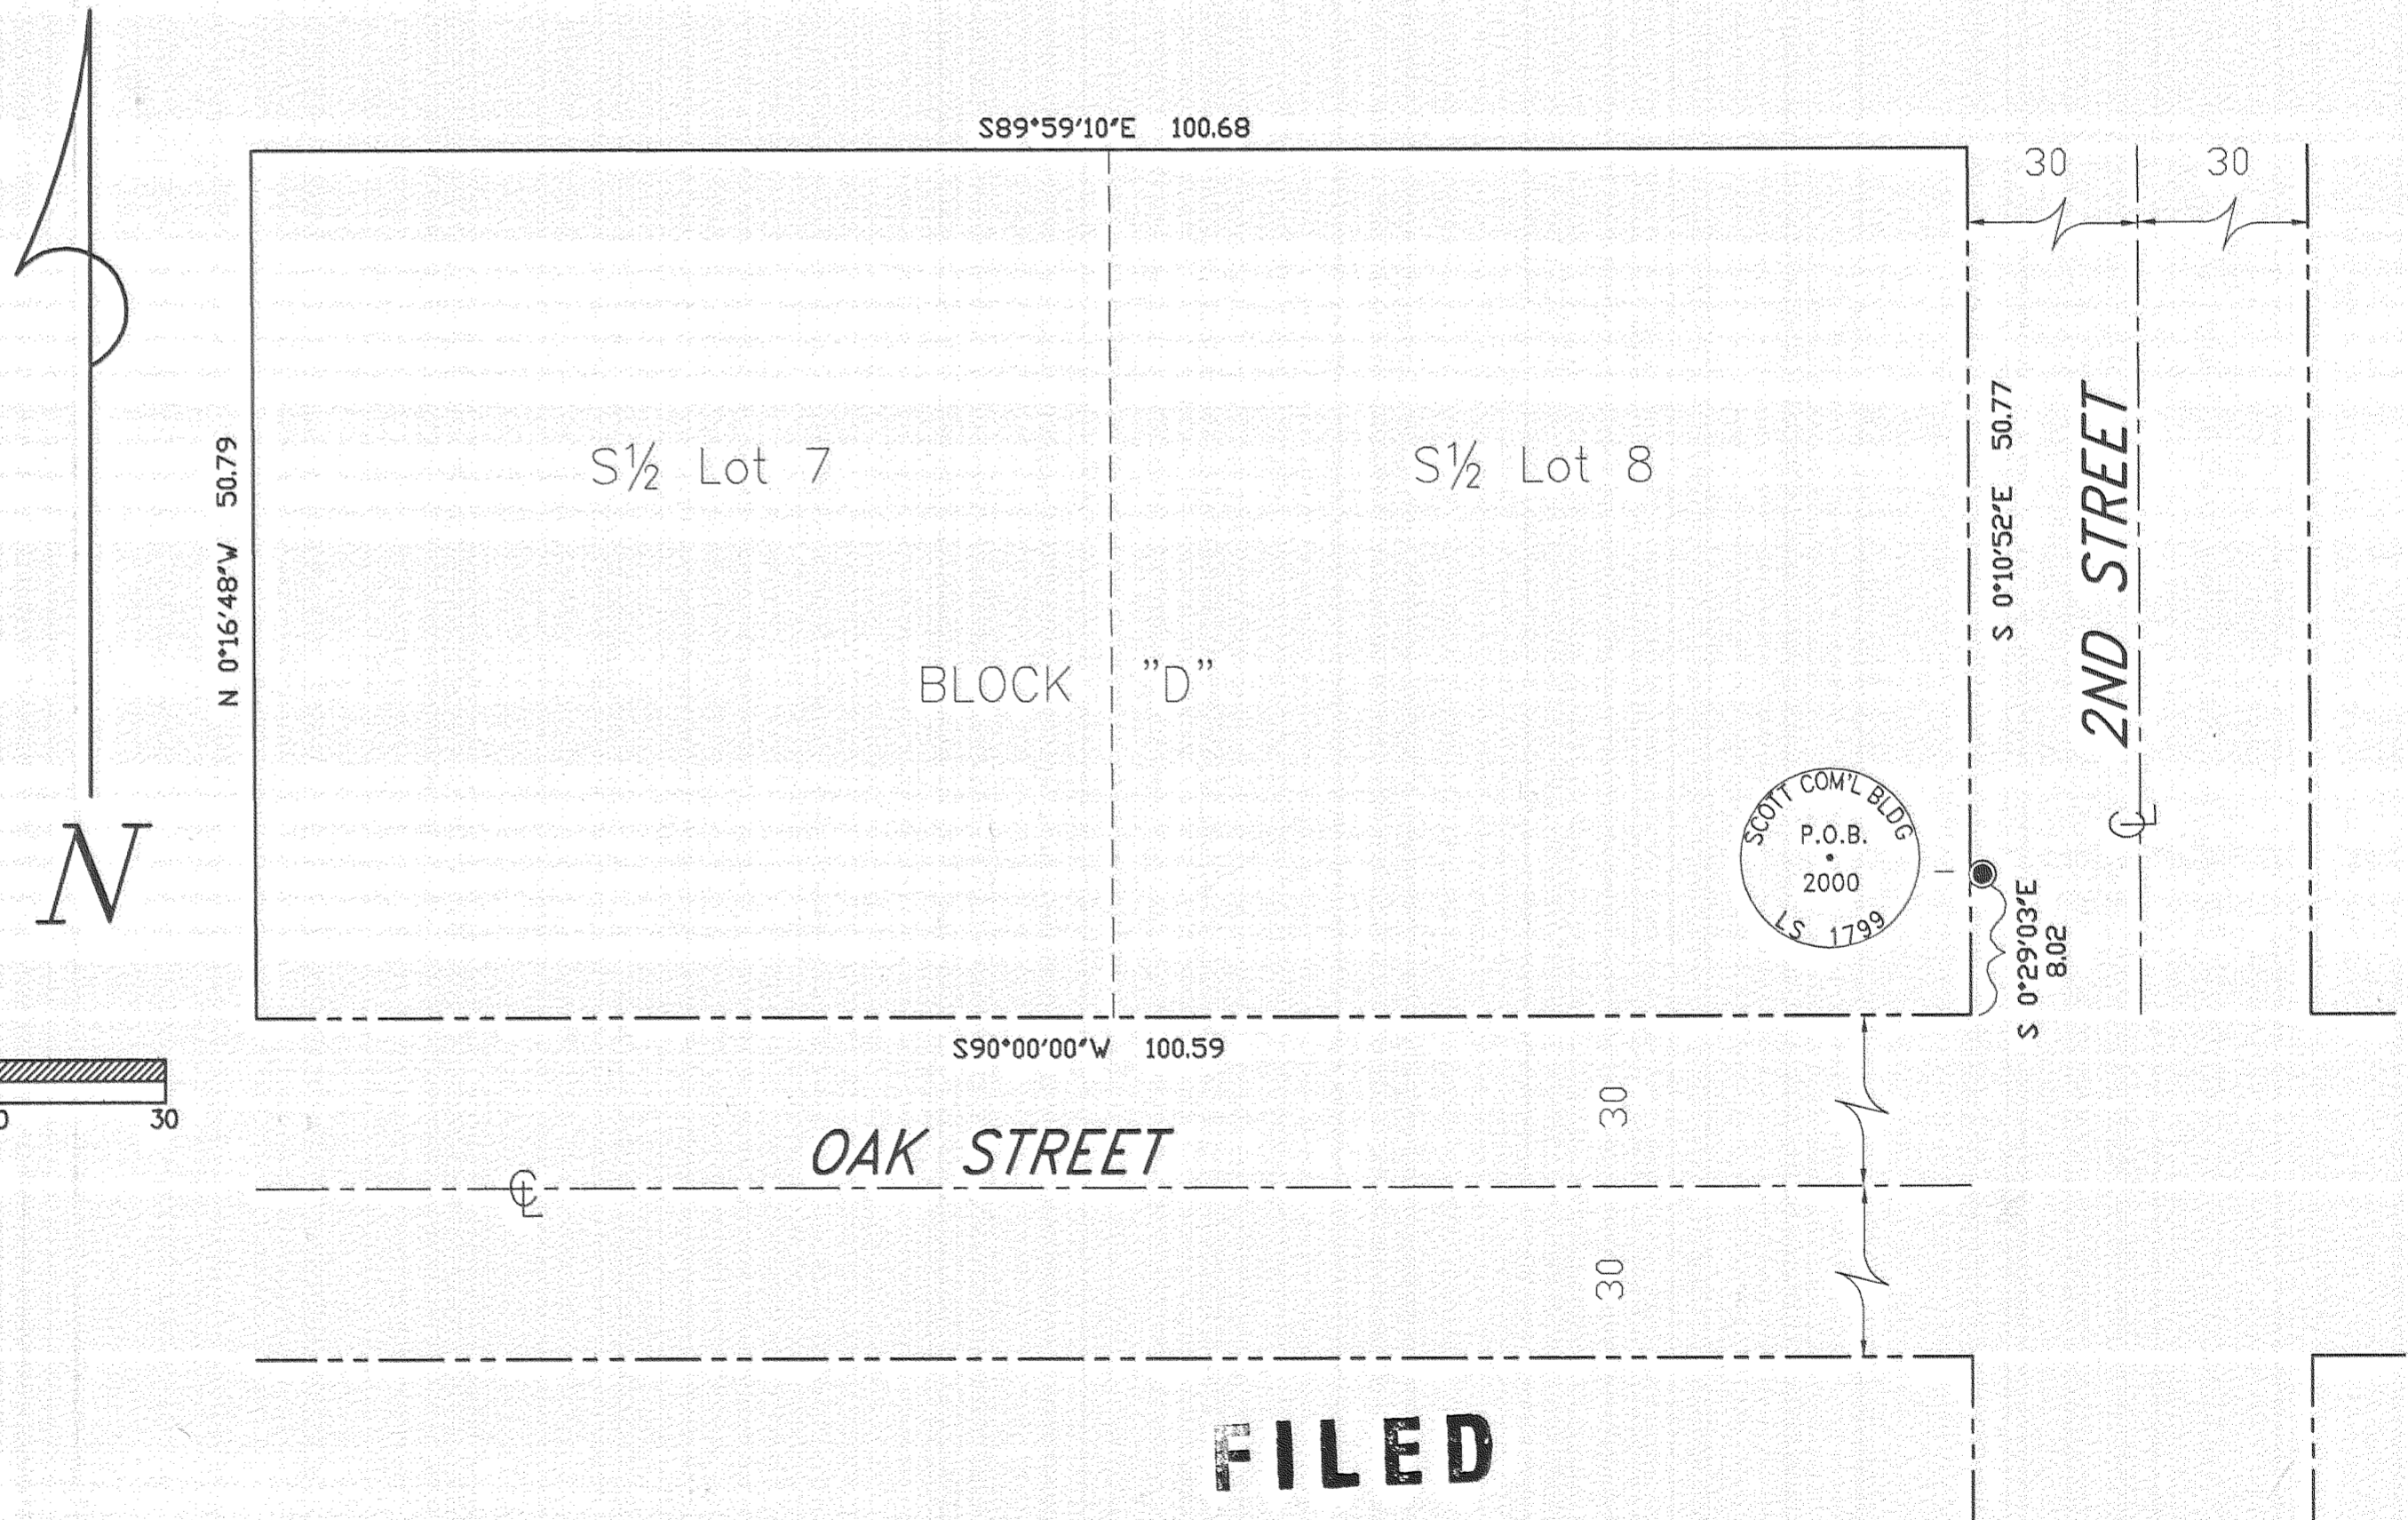 S89°59'10"E 100.68
30 30
N 0°16'48"W 50.79
S½ Lot 7
S½ Lot 8
S 0°10'52"E 50.77
2ND STREET
BLOCK "D"
SCOTT COM'L BLDG
P.O.B.
2000
LS 1799
C
L
N
S 0°29'03"E
8.02
S90°00'00"W 100.59
30
30
OAK STREET
C
L
30
FILED